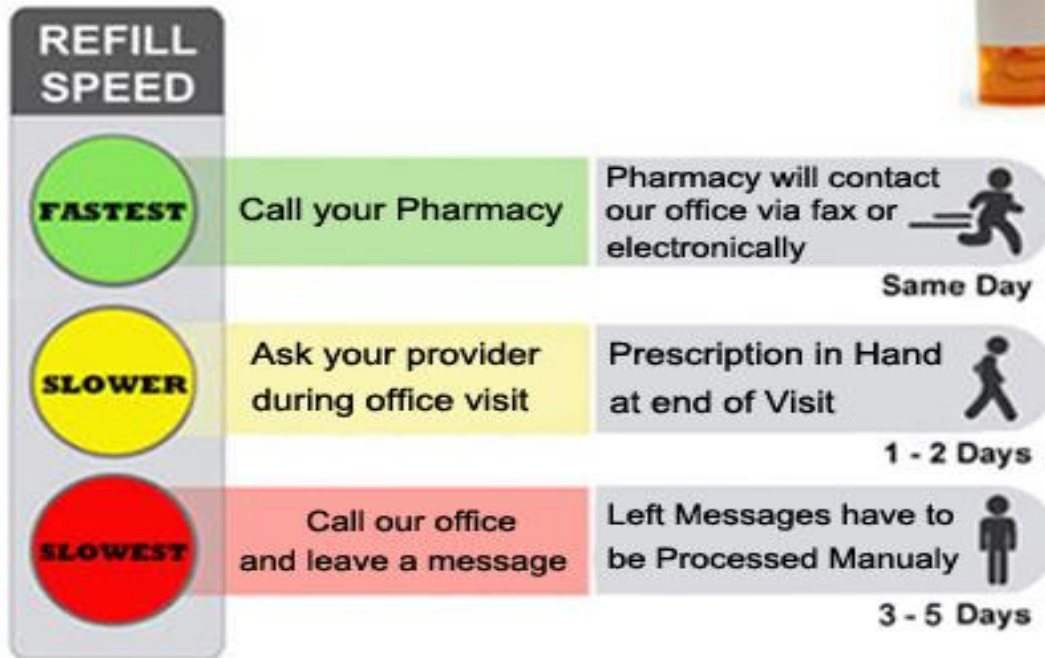 REFILL
SPEED
FASTEST
Call your Pharmacy
Pharmacy will contact
our office via fax or
electronically
Same Day
SLOWER
Ask your provider
during office visit
Prescription in Hand
at end of Visit
1 - 2 Days
SLOWEST
Call our office
and leave a message
Left Messages have to
be Processed Manualy
3 - 5 Days